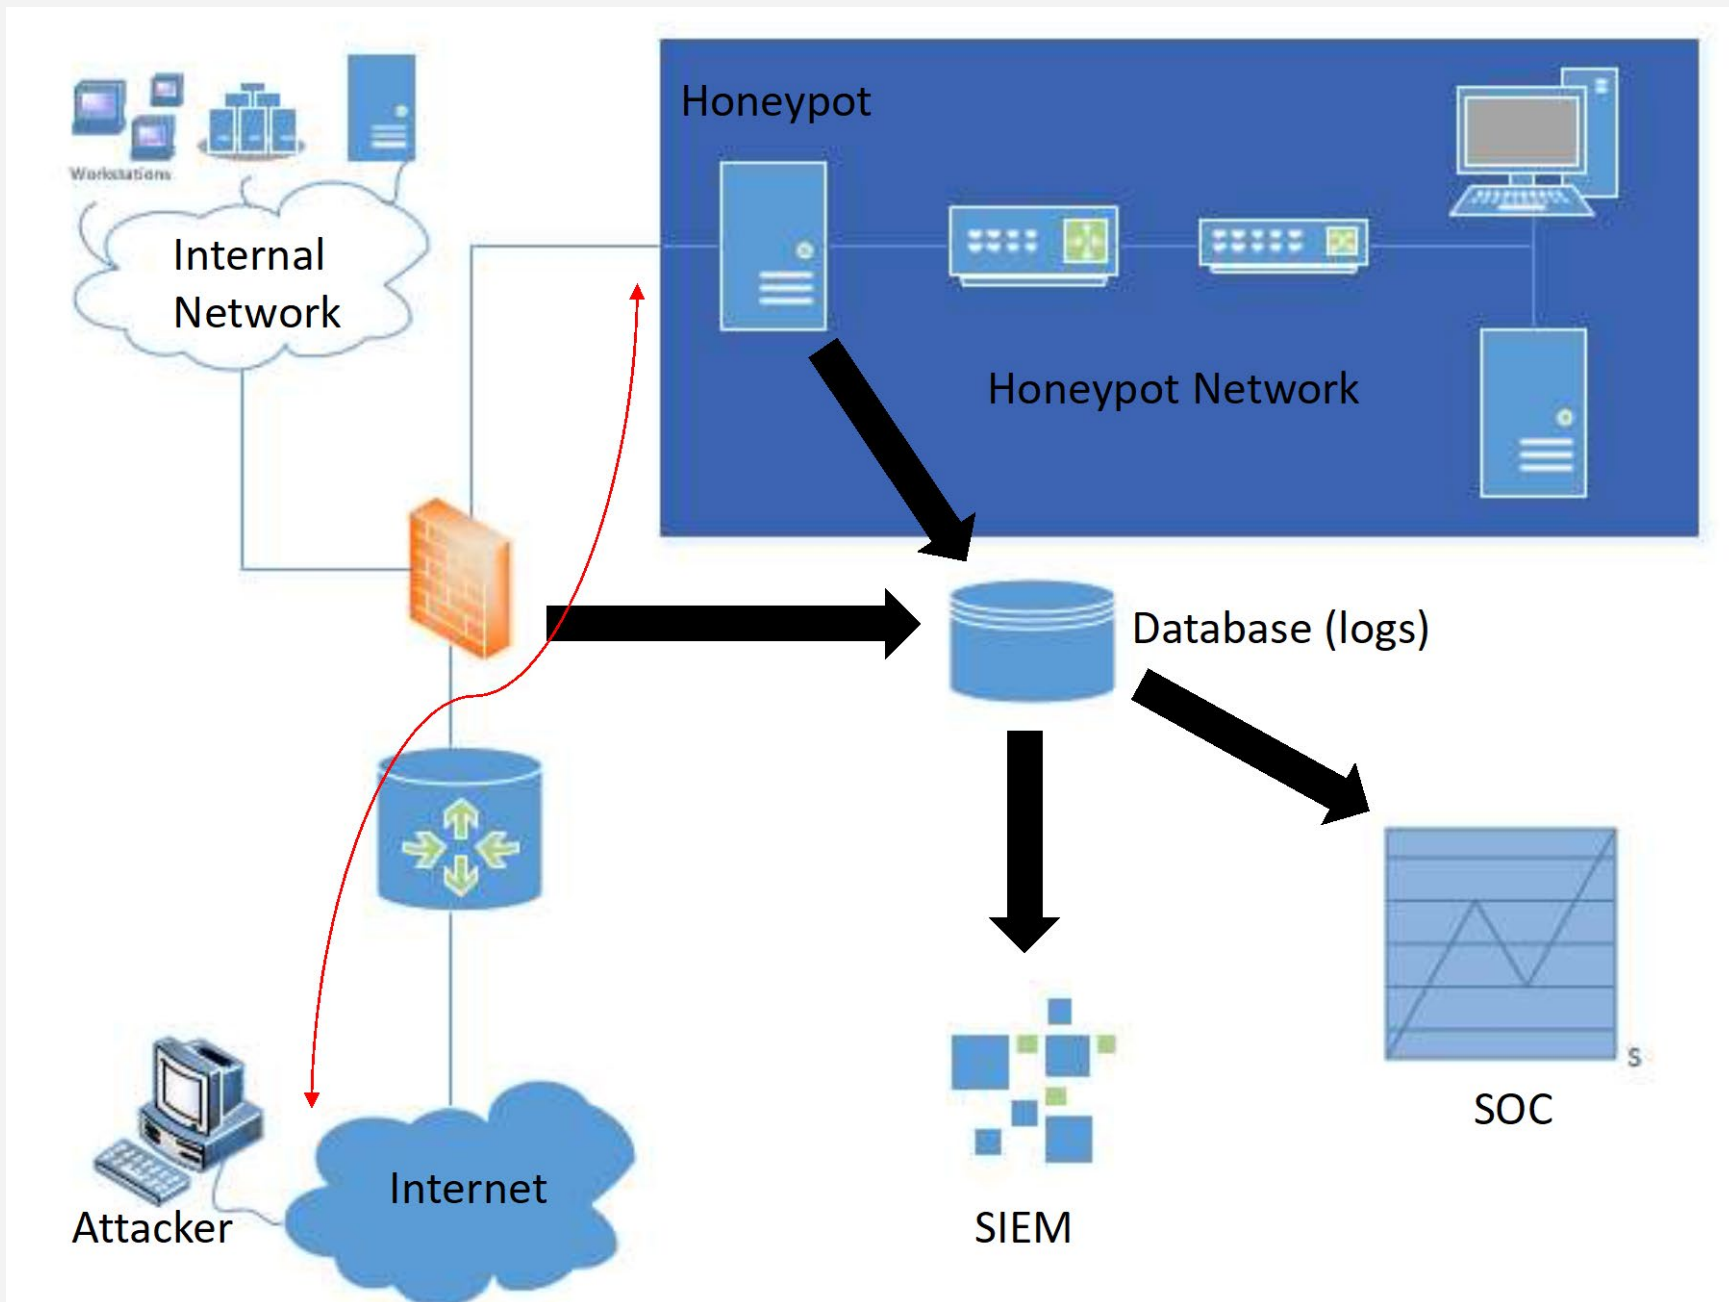 Honeypot
Workstations
Internal
Network
Honeypot Network
Database (logs)
S
SOC
Internet
Attacker
SIEM